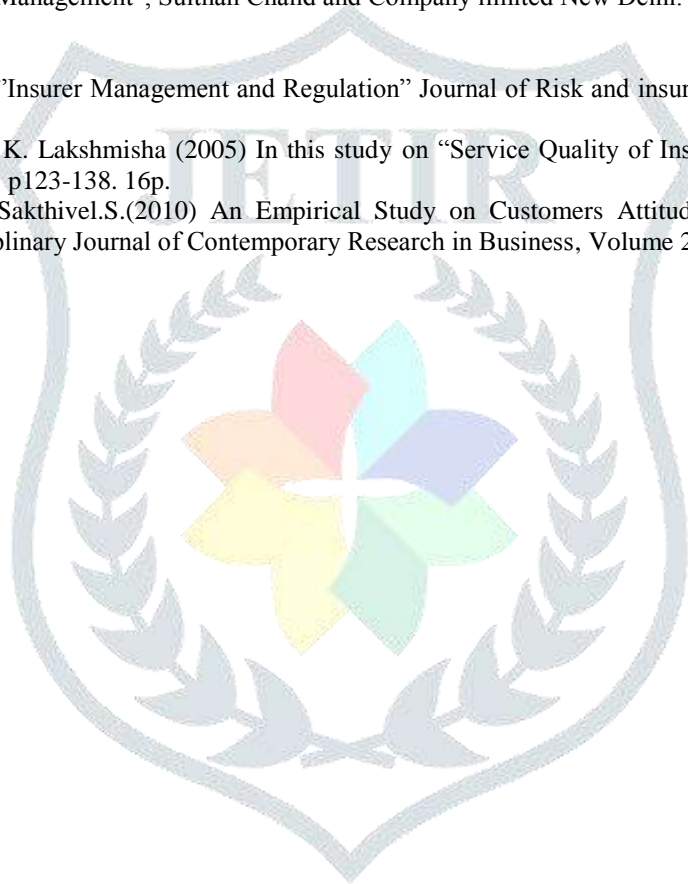 Management", Sulthan Chand and Company limited New Delhi.
"Insurer Management and Regulation" Journal of Risk and insur
JETIR
K. Lakshmisha (2005) In this study on "Service Quality of Ins
p123-138. 16p.
Sakthivel.S.(2010) An Empirical Study on Customers Attitud
plinary Journal of Contemporary Research in Business, Volume 2